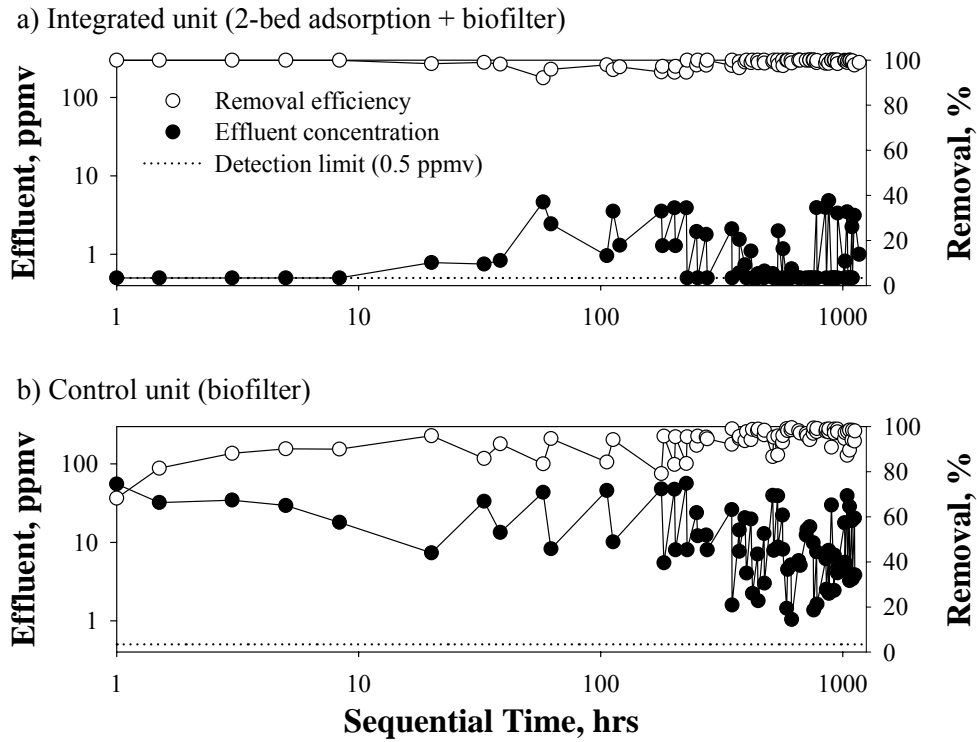 a) Integrated unit (2-bed adsorption + biofilter)
Effluent, ppmv
100
10
1
Removal efficiency
Effluent concentration
Detection limit (0.5 ppmv)
100
80
60
40
20
0
Removal, %
1 10 100 1000
b) Control unit (biofilter)
Effluent, ppmv
100
10
1
100
80
60
40
20
0
Removal, %
1 10 100 1000
Sequential Time, hrs